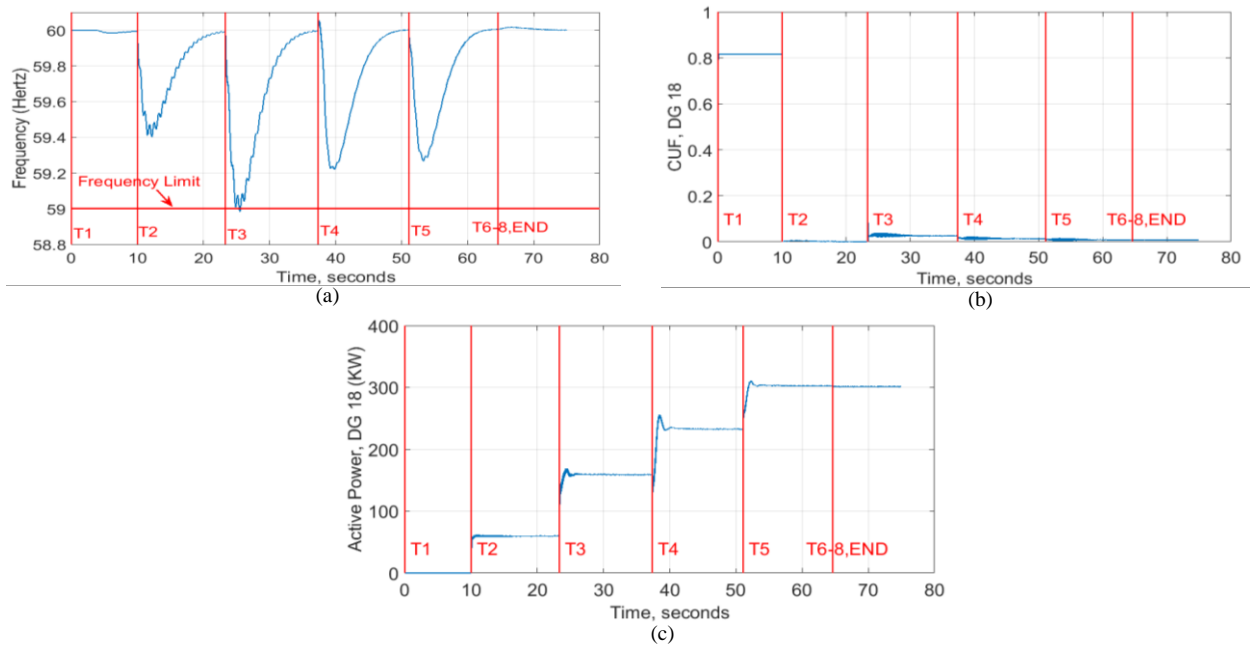 60
59.8
59.6
59.4
59.2
59
58.8
Frequency (Hertz)
Frequency Limit
T1
T2
T3
T4
T5
T6-8,END
0
10
20
30
40
50
60
70
80
Time, seconds
(a)
1
0.8
0.6
0.4
0.2
0
CUF, DG 18
T1
T2
T3
T4
T5
T6-8,END
0
10
20
30
40
50
60
70
80
Time, seconds
(b)
400
300
200
100
0
Active Power, DG 18 (KW)
T1
T2
T3
T4
T5
T6-8,END
0
10
20
30
40
50
60
70
80
Time, seconds
(c)